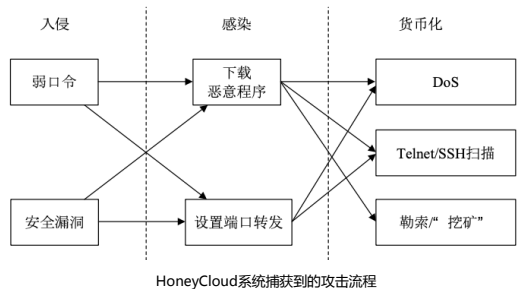 入侵
感染
货币化
弱口令
下载
恶意程序
DoS
Telnet/SSH扫描
安全漏洞
设置端口转发
勒索/“挖矿”
HoneyCloud系统捕获到的攻击流程